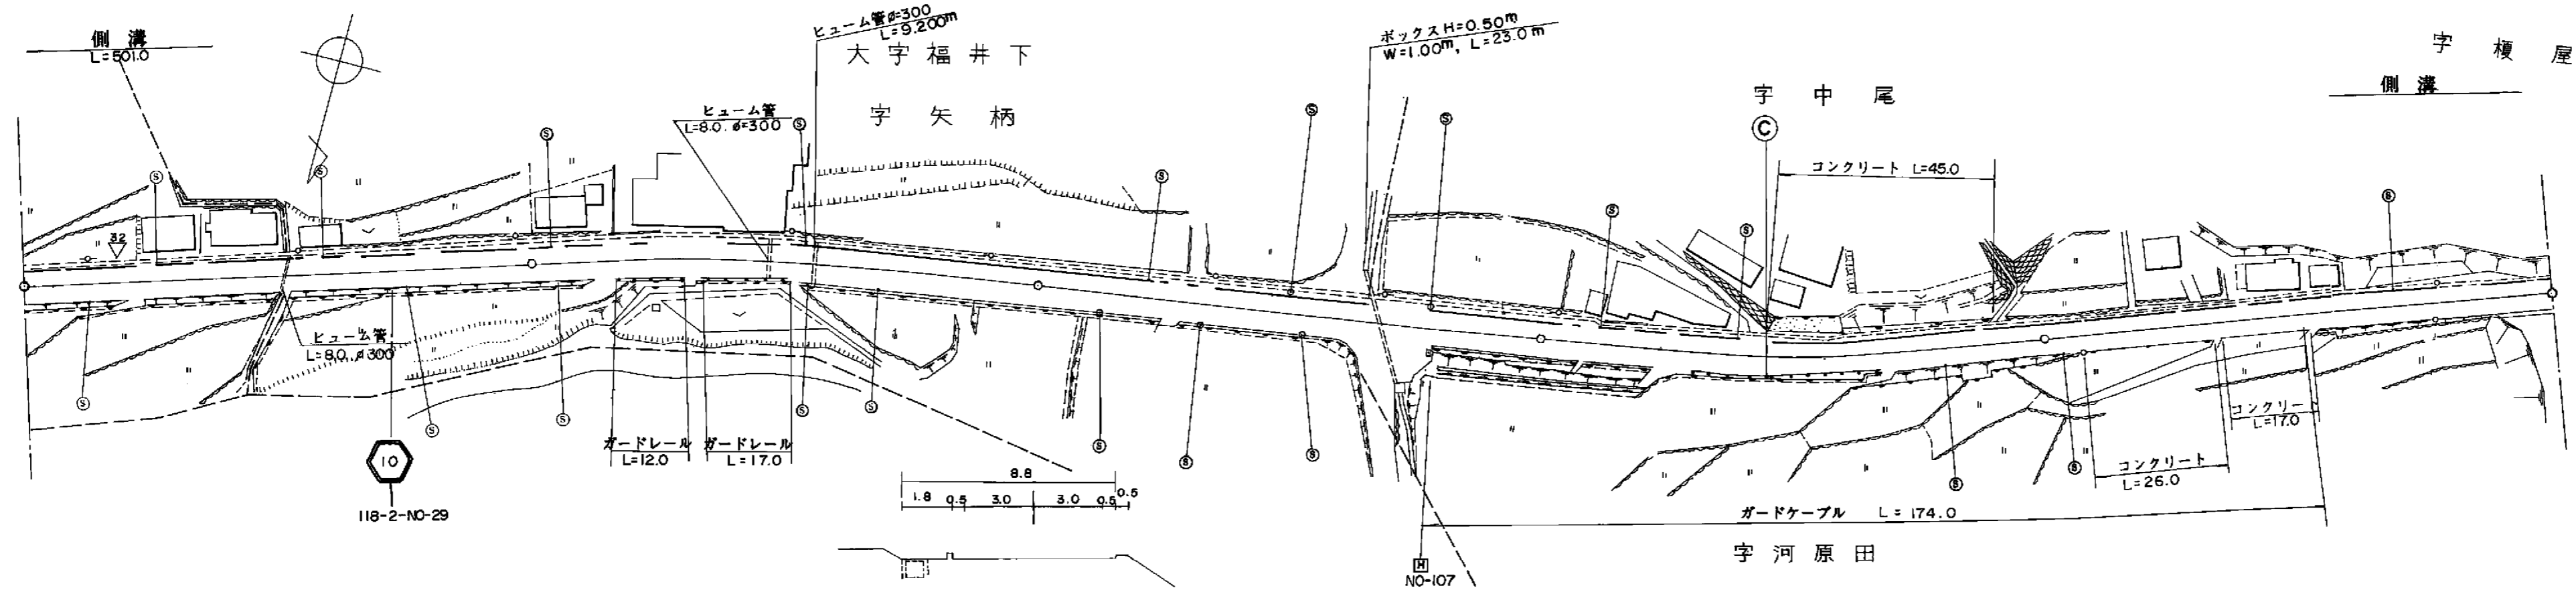 側溝
L=501.0
ヒューム管φ=300
L=9.200m
大字福井下
字矢柄
ヒューム管
L=8.0. φ=300
ボックスH=0.50m
W=1.00m, L=23.0m
字中尾
C
コンクリート L=45.0
字榎屋
側溝
S
S
S
S
S
S
S
S
S
S
32
ヒューム管
L=8.0. φ300
S
S
S
S
S
S
S
S
S
S
10
118-2-NO-29
ガードレール
L=12.0
ガードレール
L=17.0
8.8
1.8 0.5 3.0 3.0 0.5 0.5
コンクリー
L=17.0
コンクリート
L=26.0
ガードケーブル L=174.0
字河原田
H
NO-107